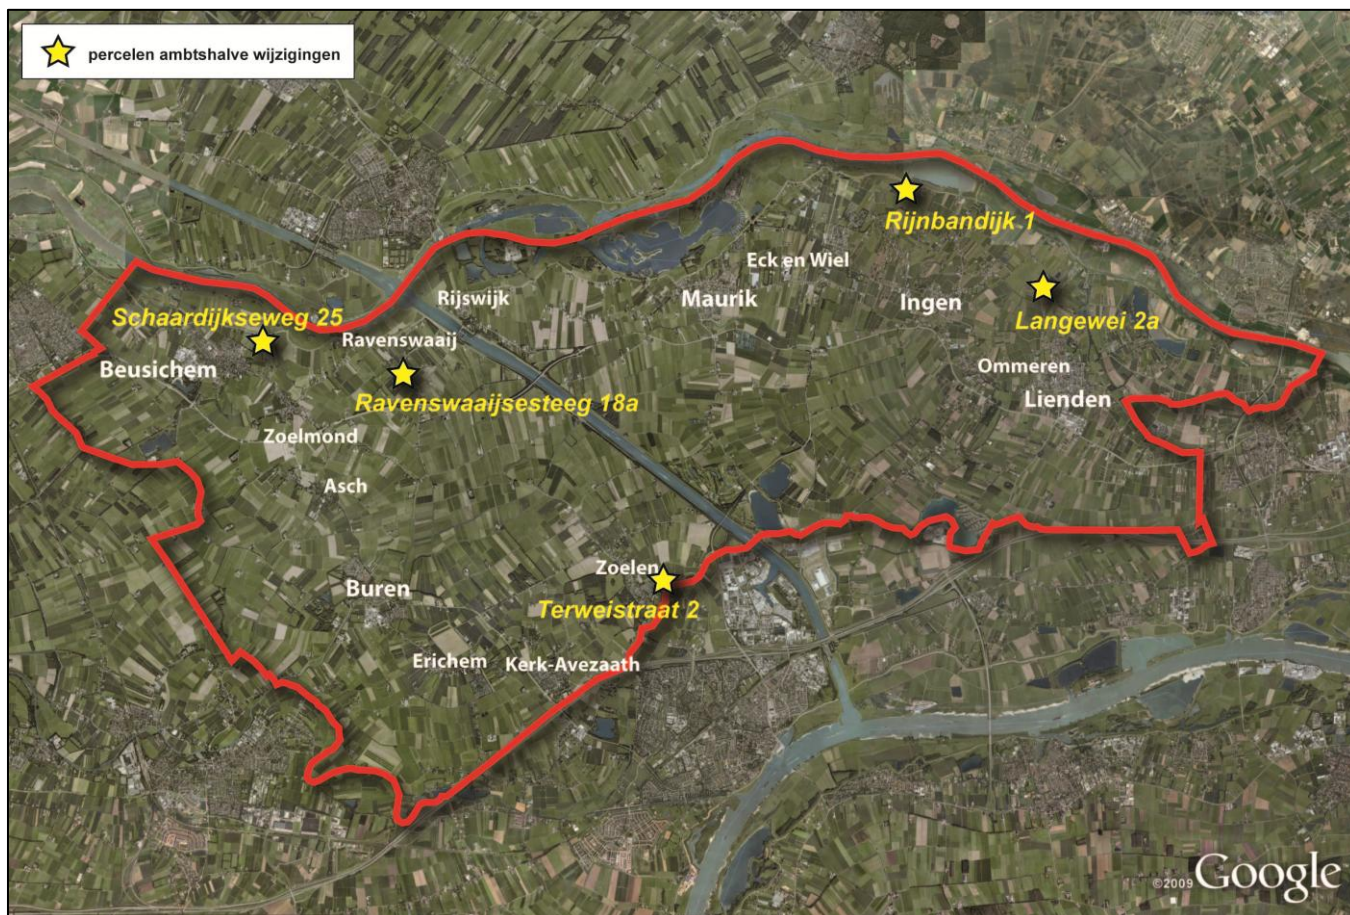 percelen ambtshalve wijzigingen
Rijnbandijk 1
Eck en Wiel
Rijswijk
Maurik
Ingen
Schaardijkseweg 25
Langewei 2a
Ravenswaaij
Beusichem
Ommeren
Ravenswaaijsesteeg 18a
Lienden
Zoelmond
Asch
Zoelen
Buren
Terweistraat 2
Erichem
Kerk-Avezaath
©2009 Google